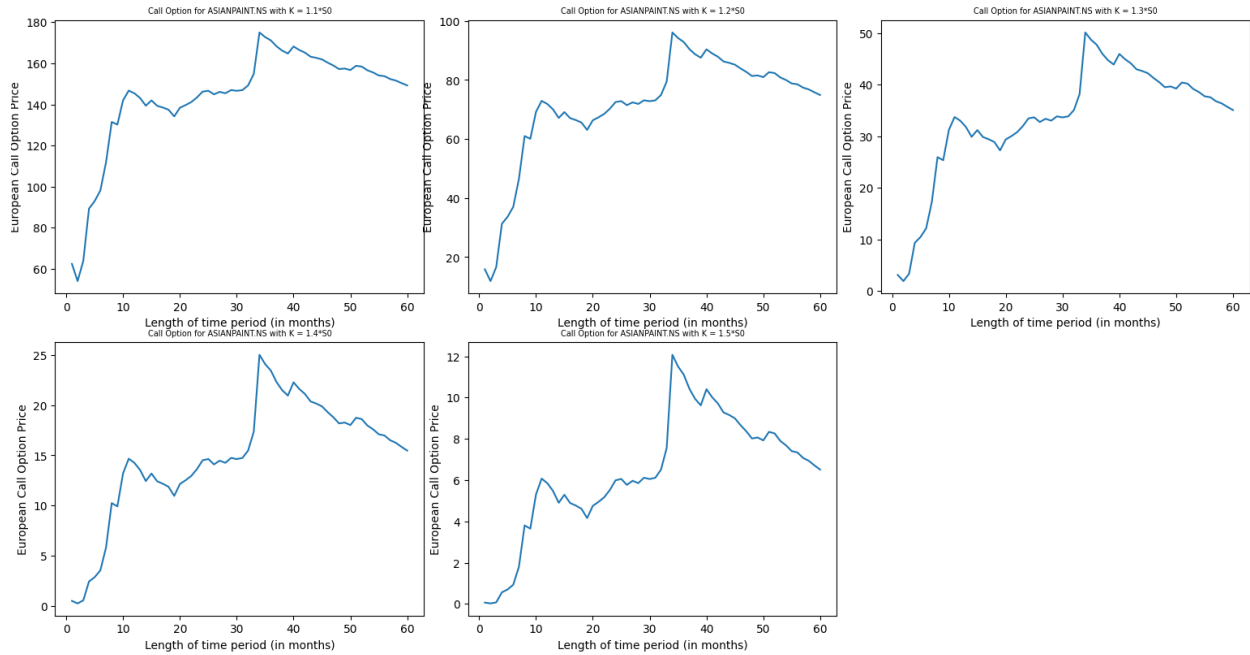 Call Option for ASIANPAINT.NS with K = 1.1*S0
European Call Option Price
180
160
140
120
100
80
60
0 10 20 30 40 50 60
Length of time period (in months)
Call Option for ASIANPAINT.NS with K = 1.2*S0
European Call Option Price
100
80
60
40
20
0 10 20 30 40 50 60
Length of time period (in months)
Call Option for ASIANPAINT.NS with K = 1.3*S0
European Call Option Price
50
40
30
20
10
0
0 10 20 30 40 50 60
Length of time period (in months)
Call Option for ASIANPAINT.NS with K = 1.4*S0
European Call Option Price
25
20
15
10
5
0
0 10 20 30 40 50 60
Length of time period (in months)
Call Option for ASIANPAINT.NS with K = 1.5*S0
European Call Option Price
12
10
8
6
4
2
0
0 10 20 30 40 50 60
Length of time period (in months)